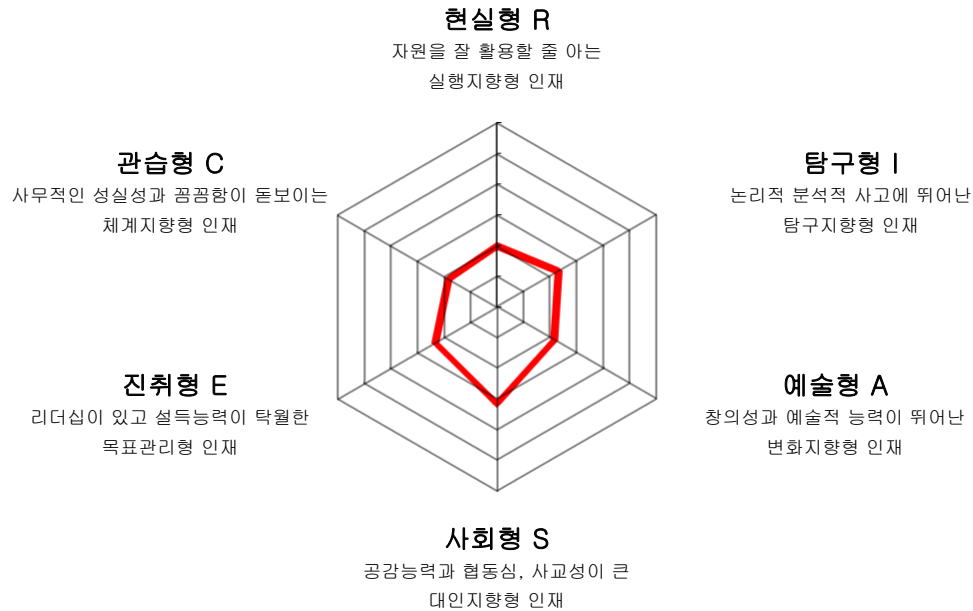 현실형 R
자원을 잘 활용할 줄 아는
실행지향형 인재
관습형 C
사무적인 성실성과 꼼꼼함이 돋보이는
체계지향형 인재
탐구형 I
논리적 분석적 사고에 뛰어난
탐구지향형 인재
진취형 E
리더십이 있고 설득능력이 탁월한
목표관리형 인재
예술형 A
창의성과 예술적 능력이 뛰어난
변화지향형 인재
사회형 S
공감능력과 협동심, 사교성이 큰
대인지향형 인재